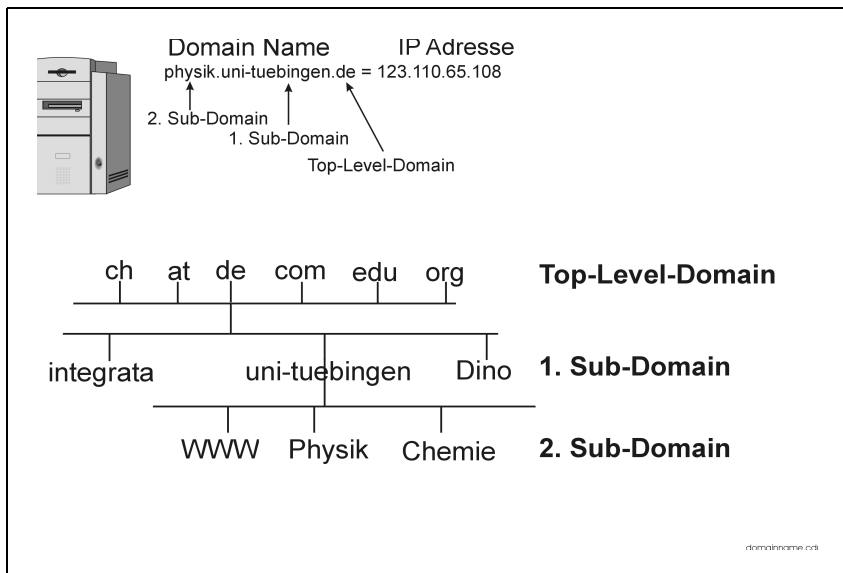 Domain Name IP Adresse
physik.uni-tuebingen.de = 123.110.65.108
2. Sub-Domain
1. Sub-Domain
Top-Level-Domain
ch at de com edu org Top-Level-Domain
integrata uni-tuebingen Dino 1. Sub-Domain
WWW Physik Chemie 2. Sub-Domain
domainname.cdr